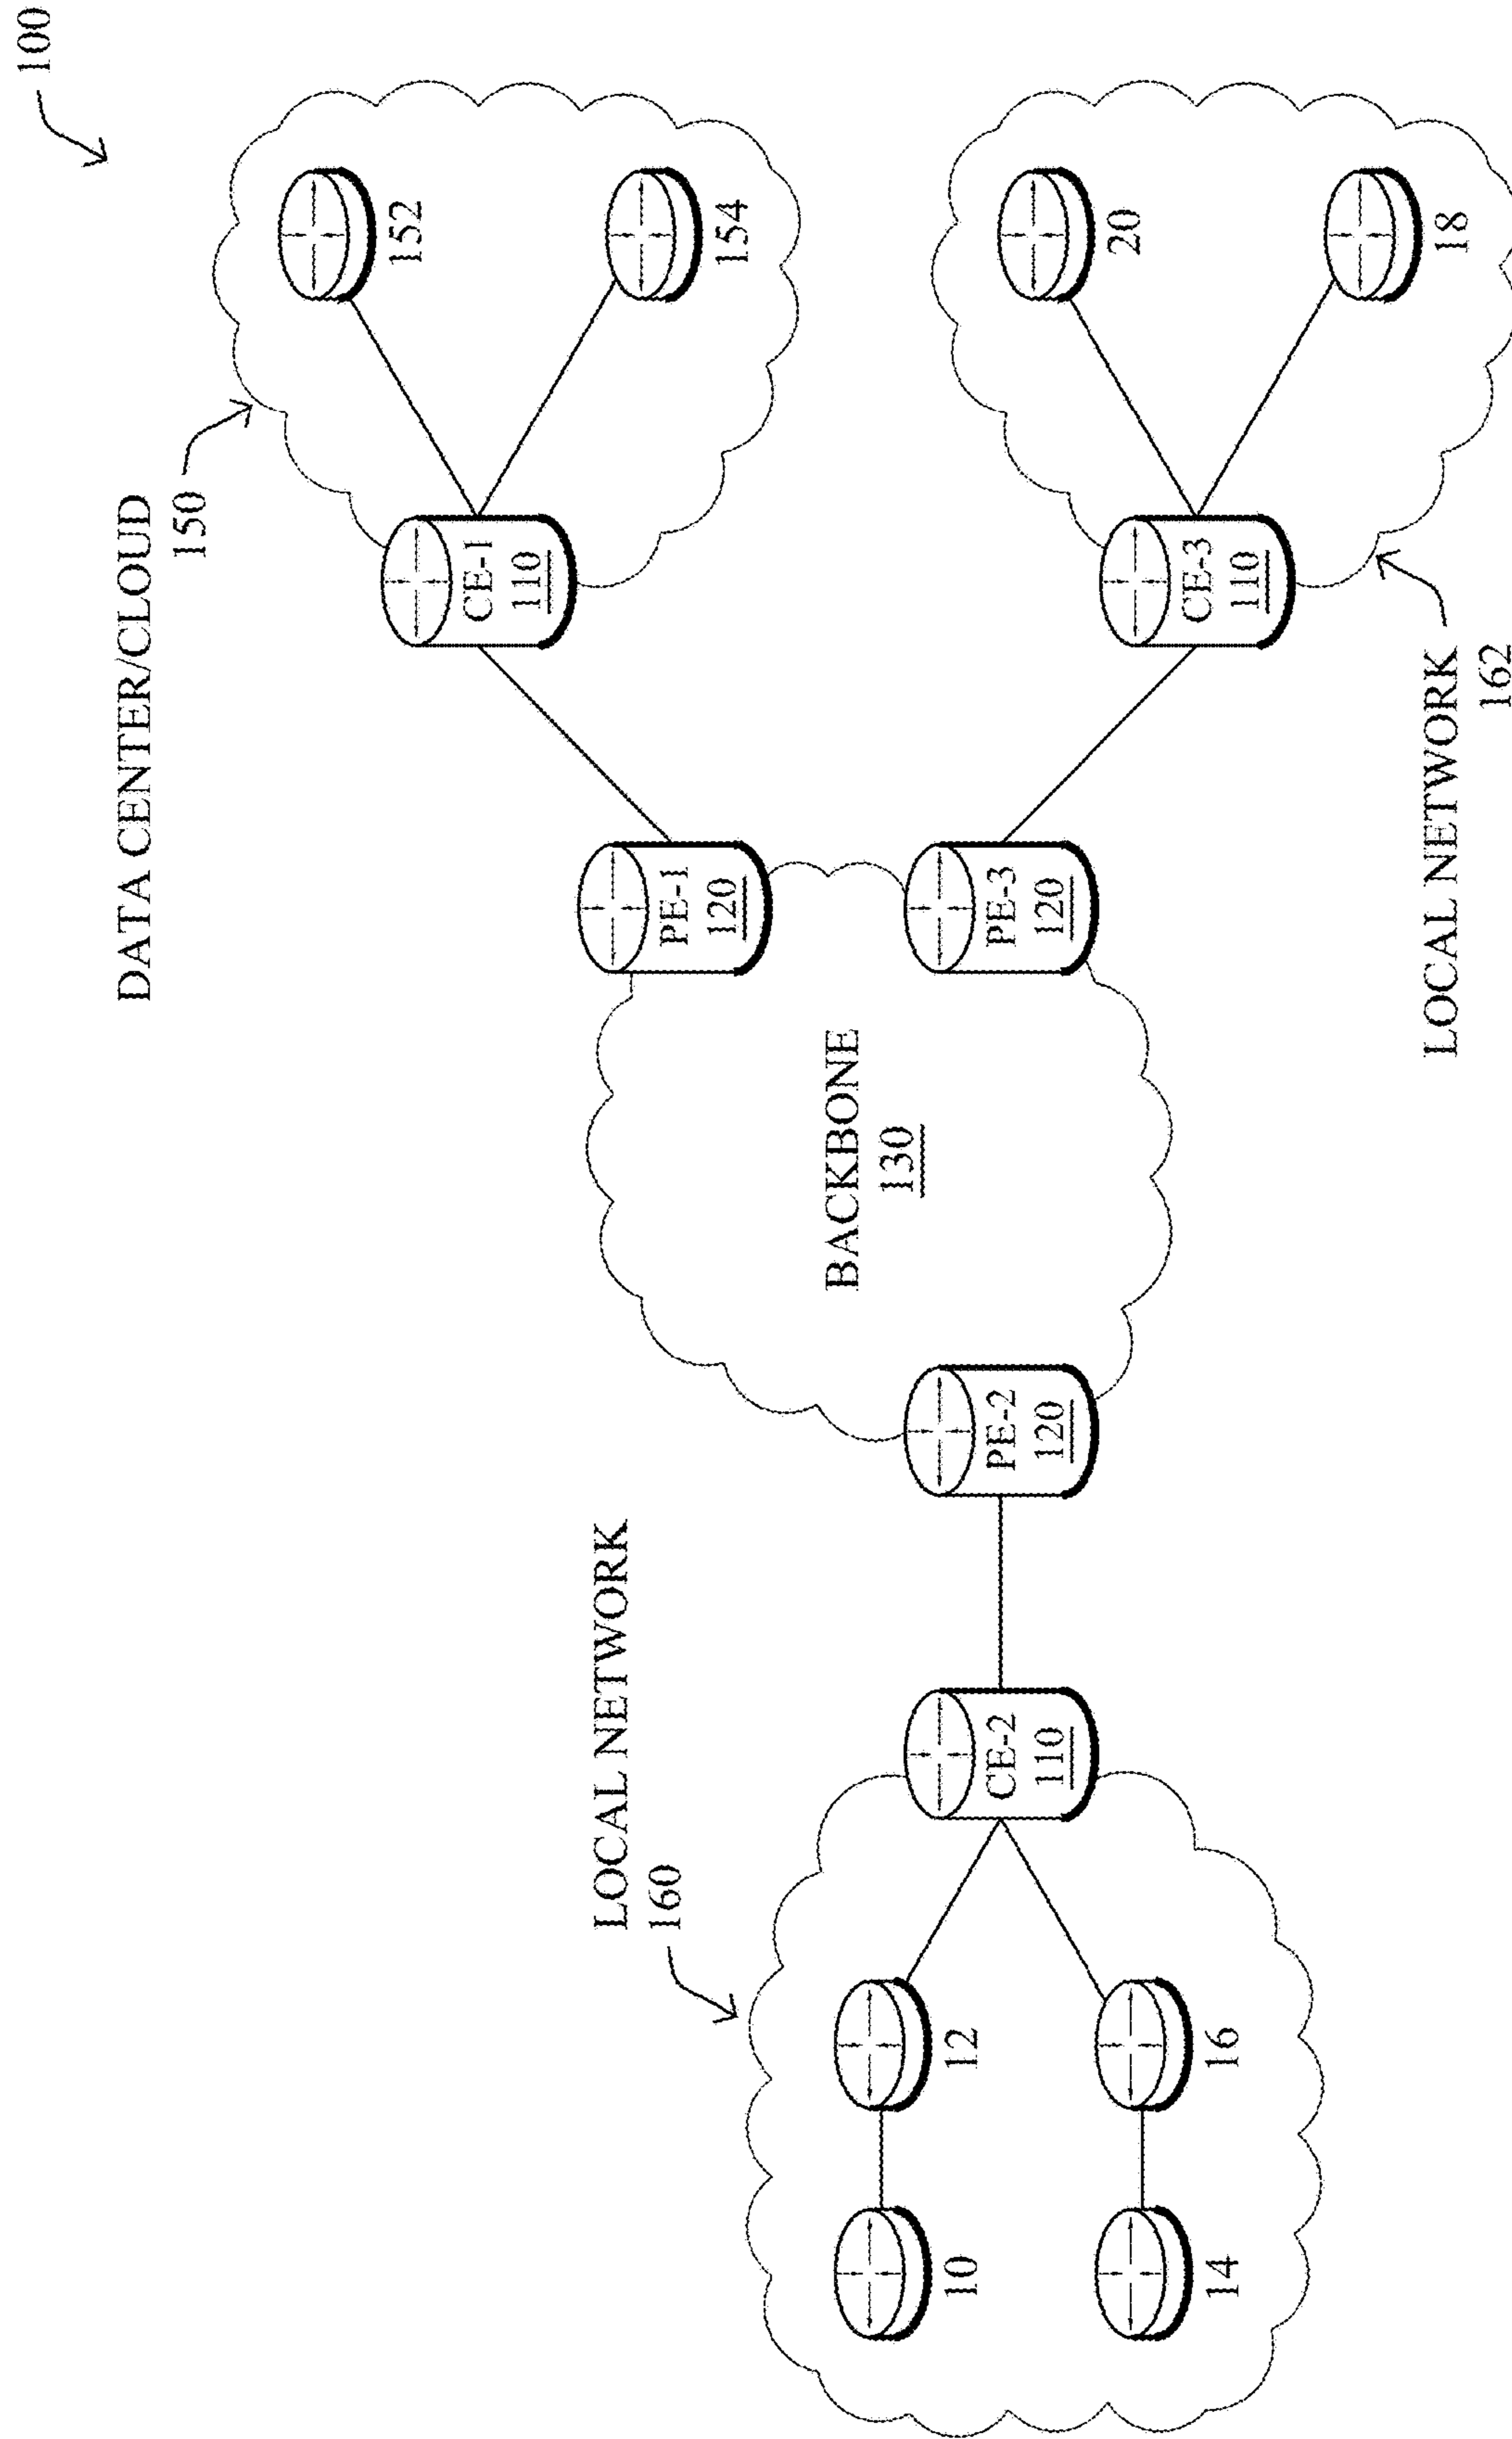 100
DATA CENTER/CLOUD
150
152
154
CE-1
110
PE-1
120
LOCAL NETWORK
160
BACKBONE
130
10
12
14
16
CE-2
110
PE-2
120
PE-3
120
CE-3
110
20
18
LOCAL NETWORK
162